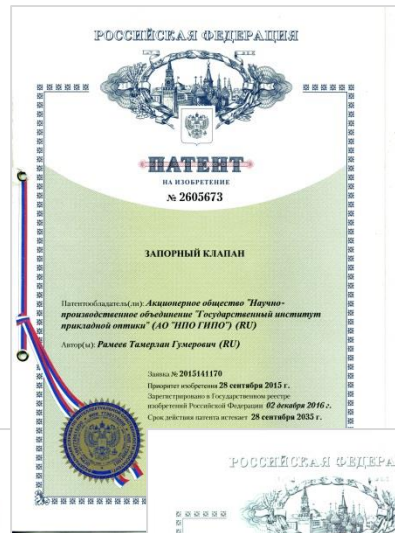 РОССИЙСКАЯ ФЕДЕРАЦИЯ
ПАТЕНТ
НА ИЗОБРЕТЕНИЕ
№ 2605673
ЗАПОРНЫЙ КЛАПАН
Патентообладатель(ли): Акционерное общество "Научно-
производственное объединение "Государственный институт
прикладной оптики" (АО "НПО ГИПО") (RU)
Автор(ы): Рамеев Тамерлан Гумерович (RU)
Заявка № 2015141170
Приоритет изобретения 28 сентября 2015 г.
Зарегистрировано в Государственном реестре
изобретений Российской Федерации 02 декабря 2016 г.
Срок действия патента истекает 28 сентября 2035 г.
РОССИЙСКАЯ ФЕДЕРА